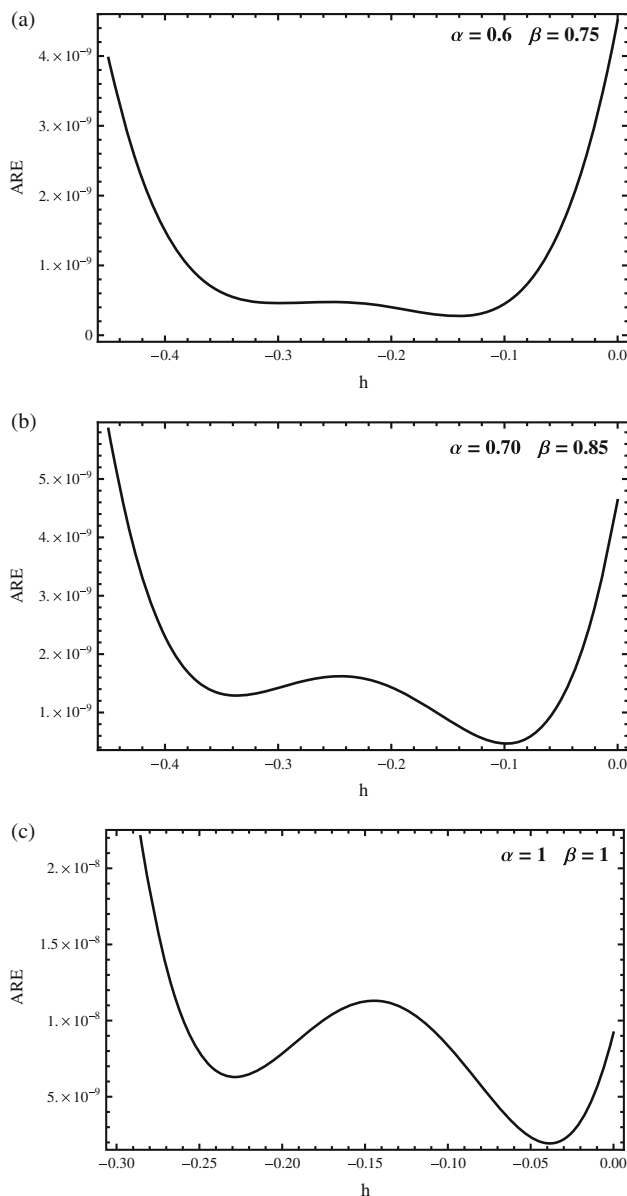 (a)
α = 0.6 β = 0.75
4. × 10⁻⁹
3. × 10⁻⁹
2. × 10⁻⁹
1. × 10⁻⁹
0
ARE
−0.4 −0.3 −0.2 −0.1 0.0
h
(b)
α = 0.70 β = 0.85
5. × 10⁻⁹
4. × 10⁻⁹
3. × 10⁻⁹
2. × 10⁻⁹
1. × 10⁻⁹
ARE
−0.4 −0.3 −0.2 −0.1 0.0
h
(c)
α = 1 β = 1
2. × 10⁻⁸
1.5 × 10⁻⁸
1. × 10⁻⁸
5. × 10⁻⁹
ARE
−0.30 −0.25 −0.20 −0.15 −0.10 −0.05 0.00
h